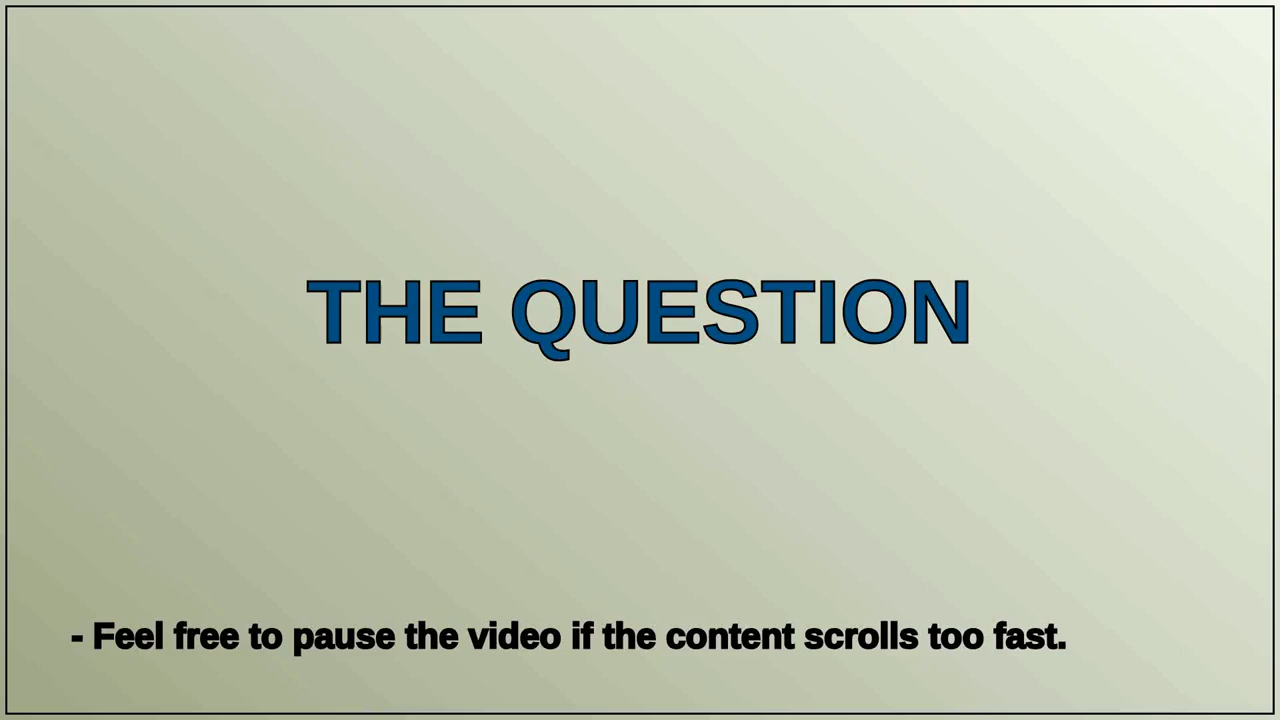 THE QUESTION
- Feel free to pause the video if the content scrolls too fast.